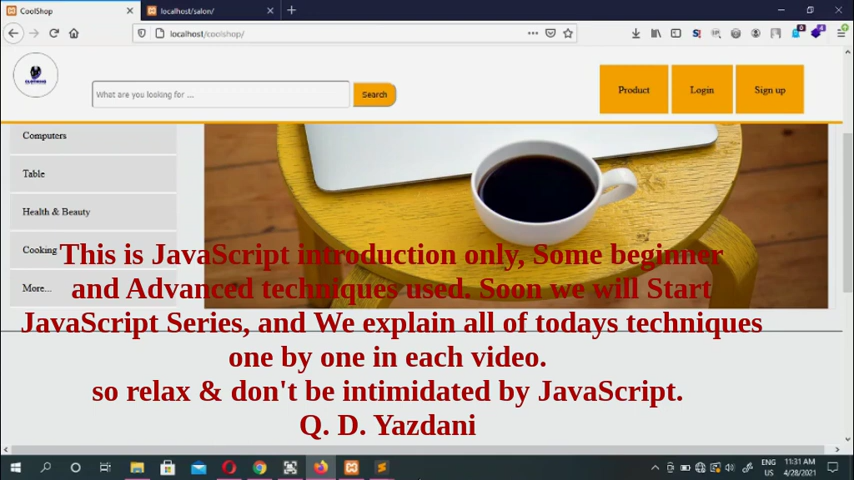 CoolShop
localhost/salon/
localhost/coolshop/
What are you looking for ...
Search
Product
Login
Sign up
Computers
Table
Health & Beauty
Cooking
More...
This is JavaScript introduction only, Some beginner
and Advanced techniques used. Soon we will Start
JavaScript Series, and We explain all of todays techniques
one by one in each video.
so relax & don't be intimidated by JavaScript.
Q. D. Yazdani
ENG
US
11:31 AM
4/28/2021